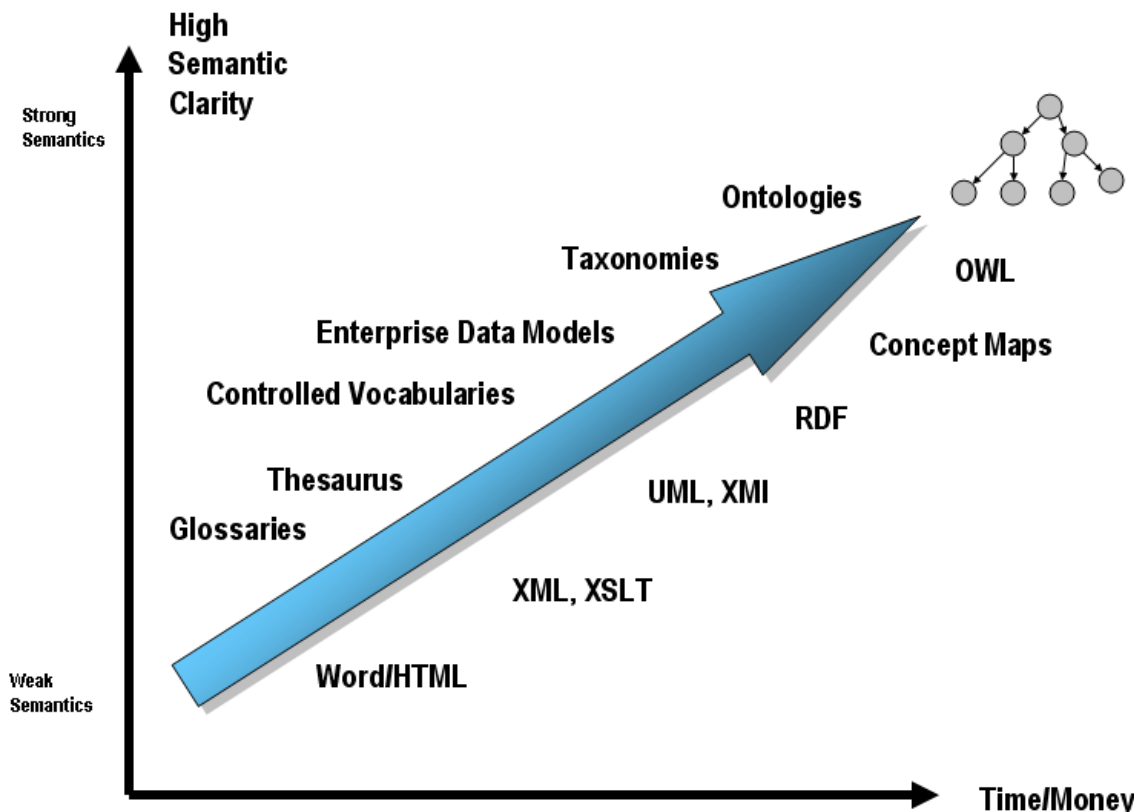 High
Semantic
Clarity
Strong
Semantics
Ontologies
Taxonomies
OWL
Enterprise Data Models
Concept Maps
Controlled Vocabularies
RDF
Thesaurus
UML, XMI
Glossaries
XML, XSLT
Word/HTML
Weak
Semantics
Time/Money